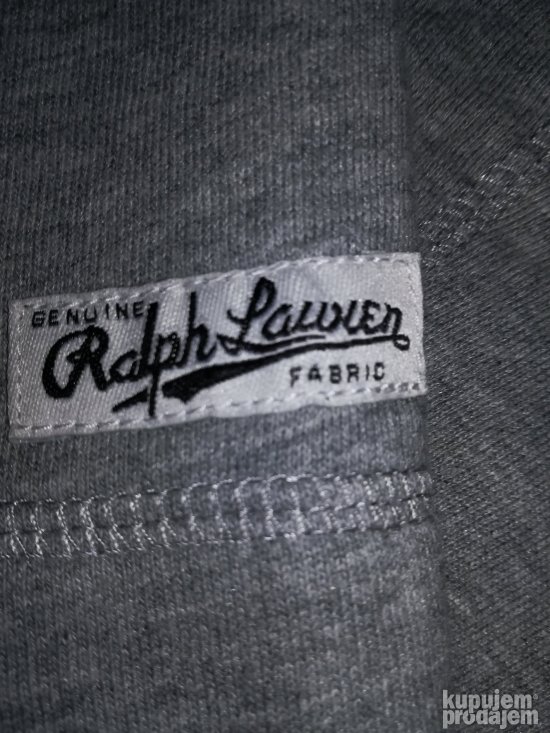 GENUINE
Ralph Lauren
FABRIC
kupujem
prodajem